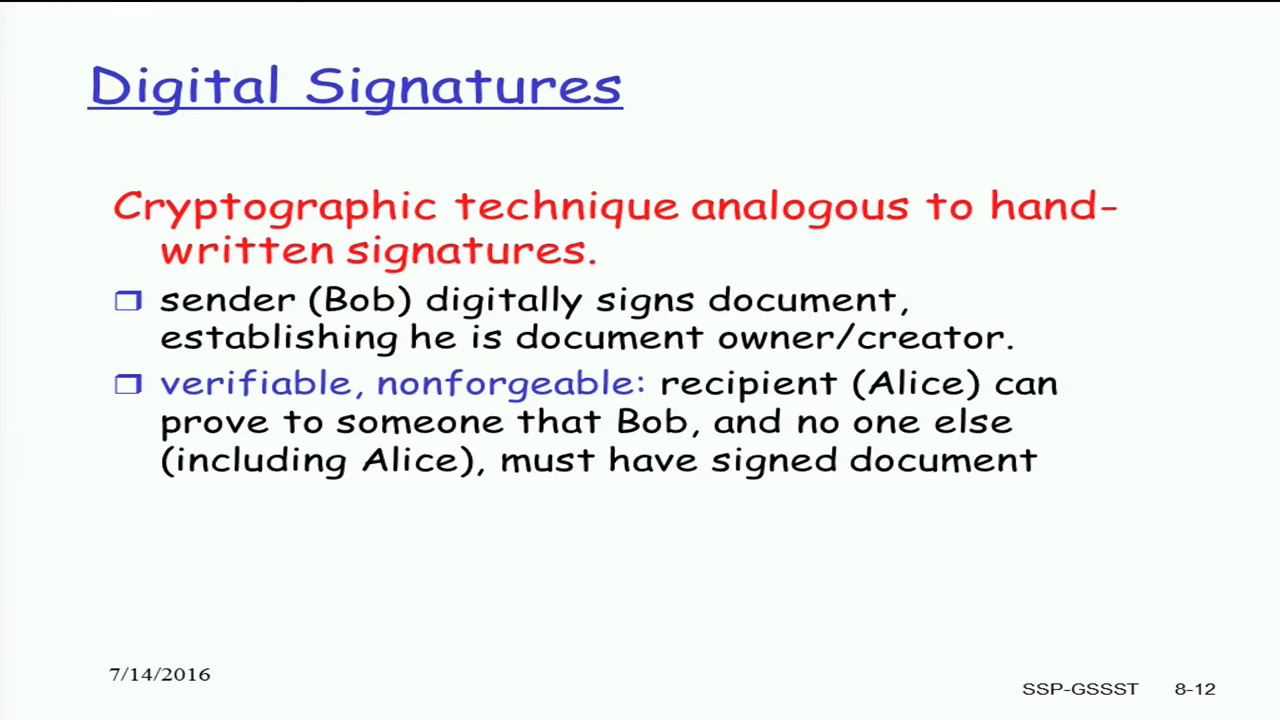 Digital Signatures
Cryptographic technique analogous to hand-
written signatures.
sender (Bob) digitally signs document,
establishing he is document owner/creator.
verifiable, nonforgeable: recipient (Alice) can
prove to someone that Bob, and no one else
(including Alice), must have signed document
7/14/2016
SSP-GSSST 8-12